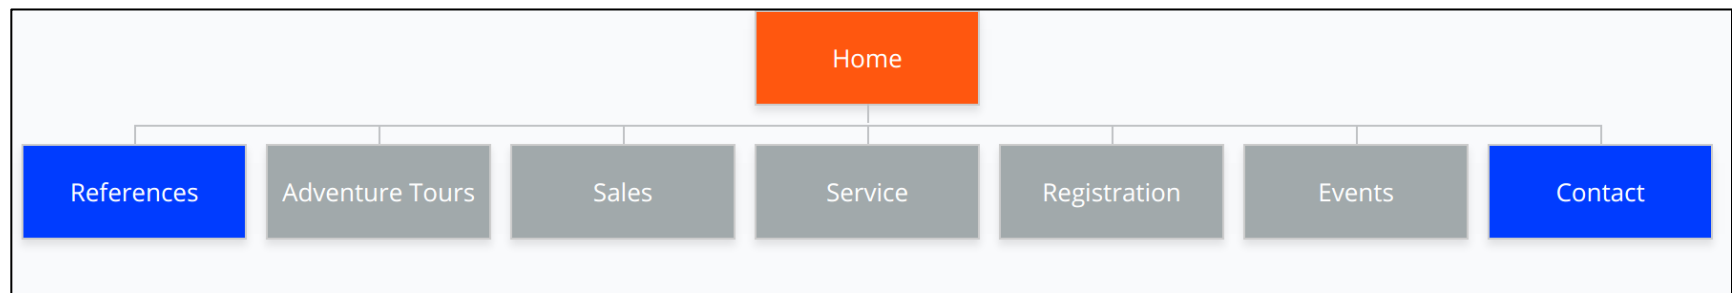 Home
References
Adventure Tours
Sales
Service
Registration
Events
Contact